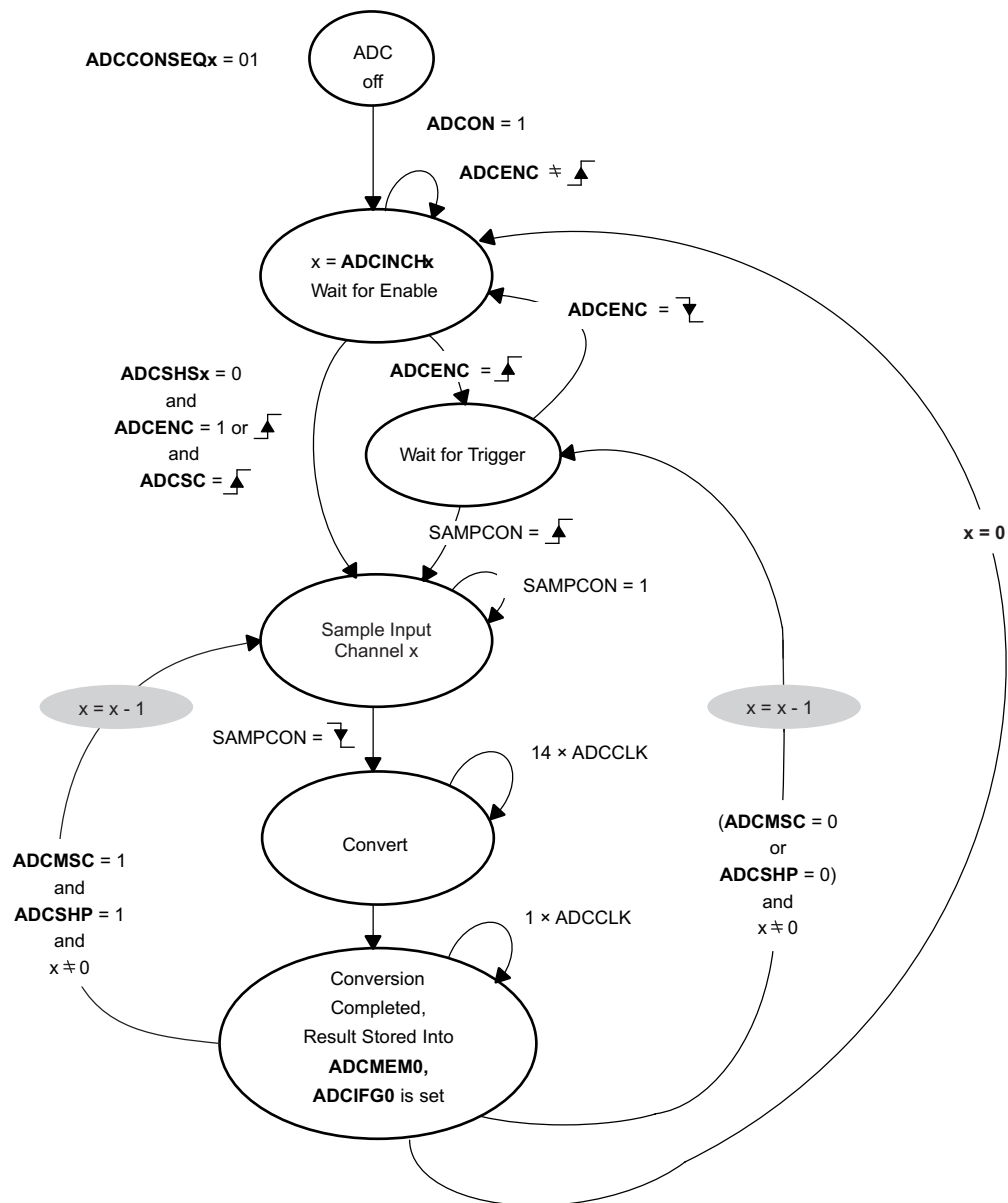 ADCCONSEQx = 01
ADC
off
ADCON = 1
ADCENC ≠
x = ADCINCHx
Wait for Enable
ADCENC =
ADCSHSx = 0
and
ADCENC = 1 or
and
ADCSC =
ADCENC =
Wait for Trigger
SAMPCON =
x = 0
SAMPCON = 1
Sample Input
Channel x
x = x - 1
x = x - 1
SAMPCON =
14 × ADCCLK
Convert
ADCMSC = 1
and
ADCSHP = 1
and
x ≠ 0
(ADCMSC = 0
or
ADCSHP = 0)
and
x ≠ 0
1 × ADCCLK
Conversion
Completed,
Result Stored Into
ADCMEM0,
ADCIFG0 is set